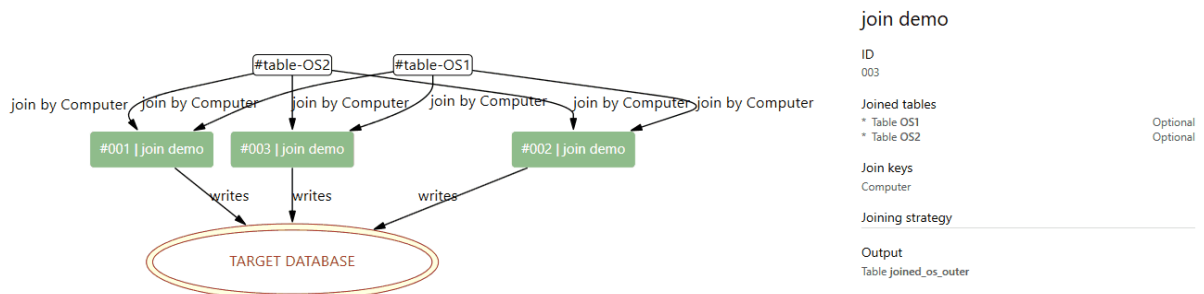 #table-OS2
#table-OS1
join by Computer
join by Computer
join by Computer
join by Computer
join by Computer
join by Computer
#001 | join demo
#003 | join demo
#002 | join demo
writes
writes
writes
TARGET DATABASE
join demo
ID
003
Joined tables
* Table OS1 Optional
* Table OS2 Optional
Join keys
Computer
Joining strategy
Output
Table joined_os_outer